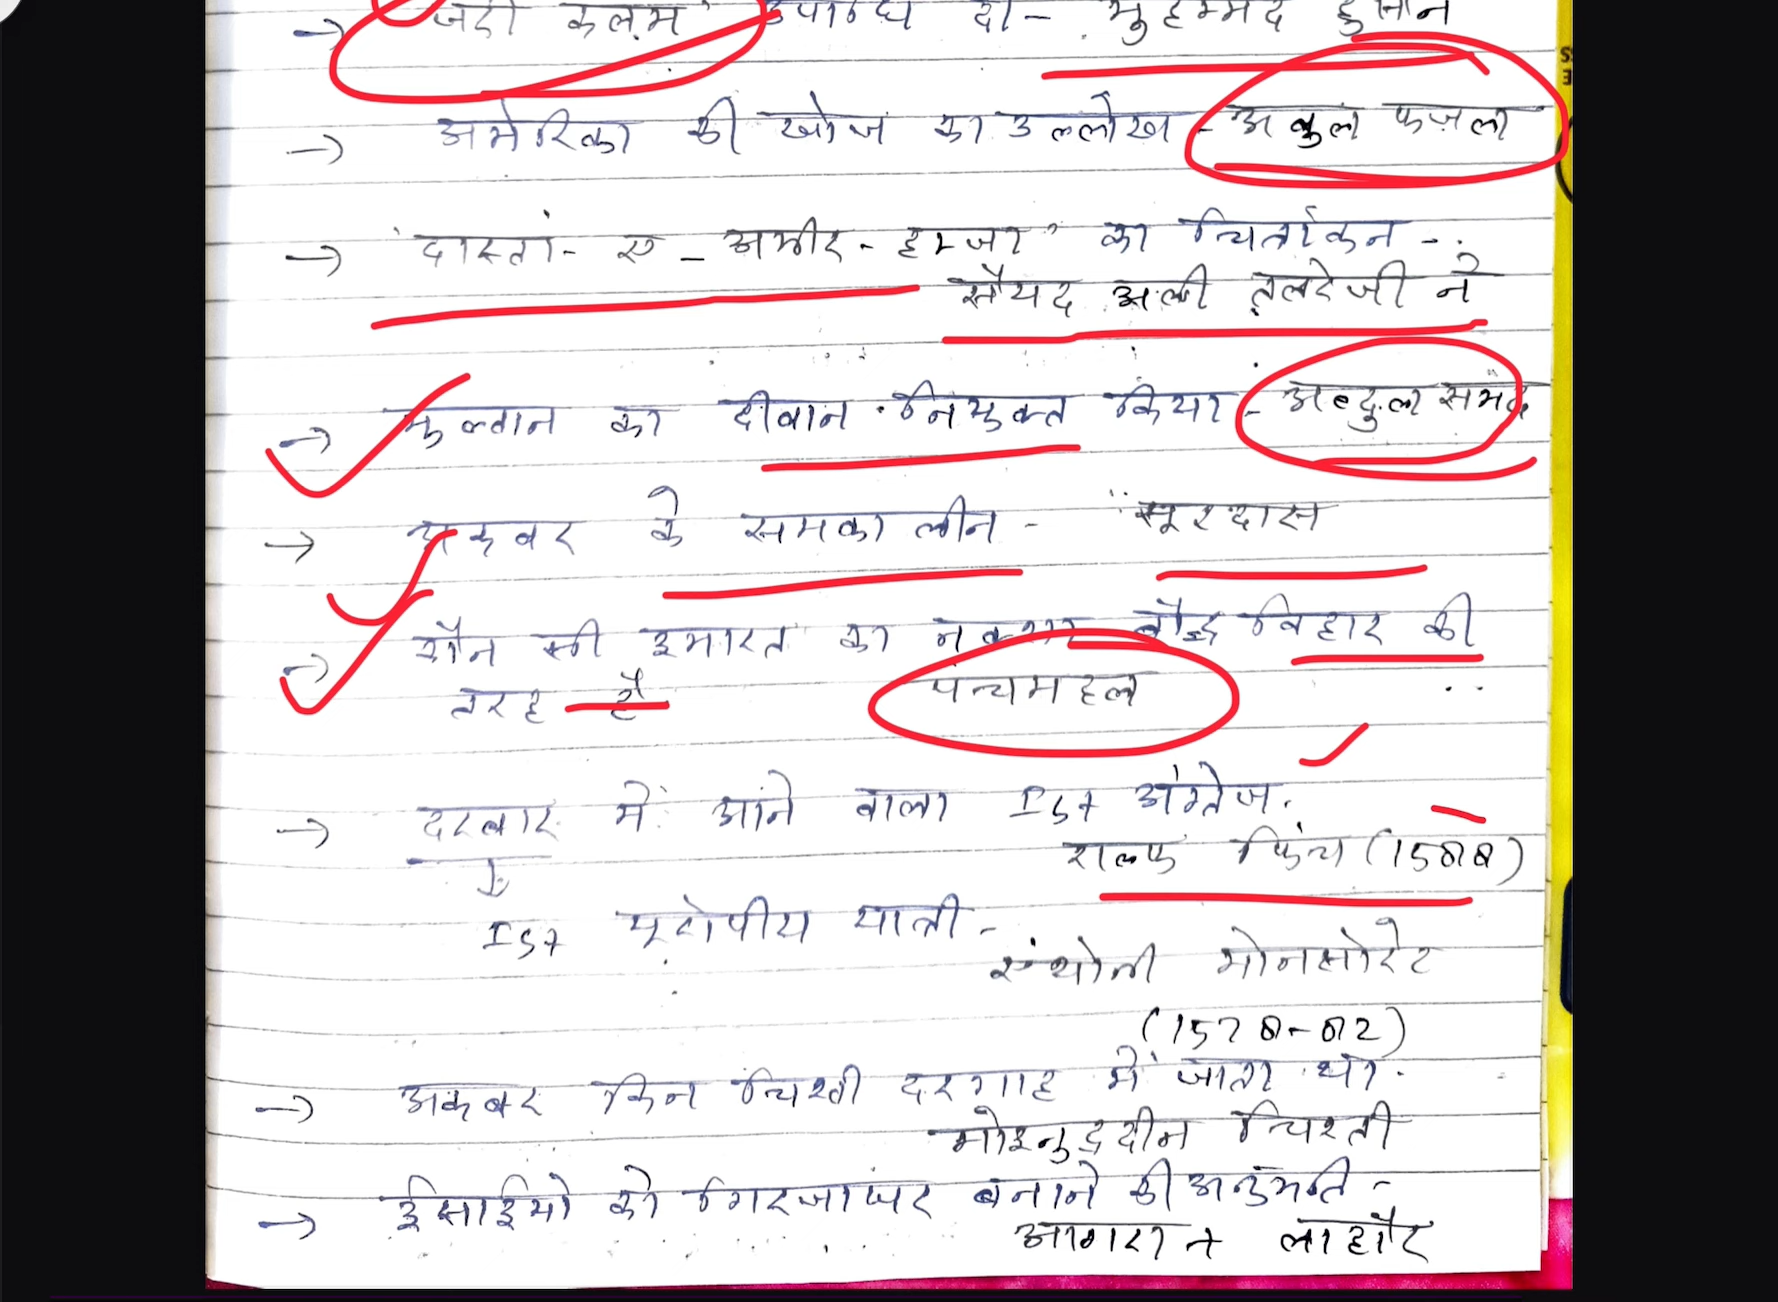 → जरी कलम' उपाधि दी - मुहम्मद हुसैन
→ अमेरिका की खोज का उल्लेख - अबुल फज़ल
→ 'दास्तां - ए - अमीर - हम्जा' का चित्रांकन -
सैयद अली तबरेजी ने
→ मुल्तान का दीवान नियुक्त किया - अब्दुल समद
→ अकबर के समकालीन - सूरदास
→ कौन सी इमारत का नक्शा बौद्ध विहार की
तरह है पंचमहल
→ दरबार में आने वाला Ist अंग्रेज.
राल्फ फिंच (1588)
Ist यूरोपीय यात्री -
एंथोनी मोनसोरेट
(1578-82)
→ अकबर किन चिश्ती दरगाह में जाता था.
मोइनुद्दीन चिश्ती
→ ईसाईयो को गिरजाघर बनाने की अनुमति -
आगरा + लाहौर